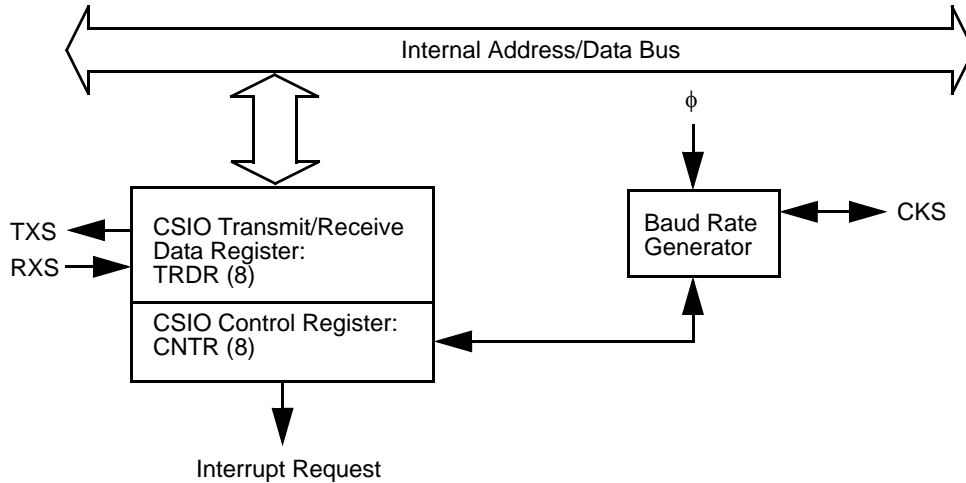 Internal Address/Data Bus
ϕ
TXS
RXS
CSIO Transmit/Receive
Data Register:
TRDR (8)
CSIO Control Register:
CNTR (8)
Baud Rate
Generator
CKS
Interrupt Request